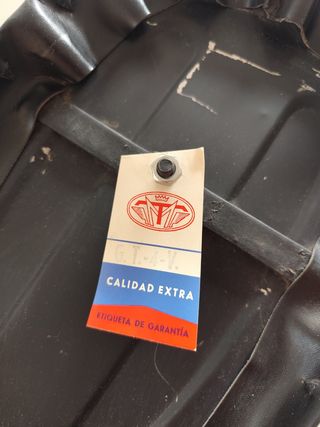 G.T.-4-V.
CALIDAD EXTRA
ETIQUETA DE GARANTÍA